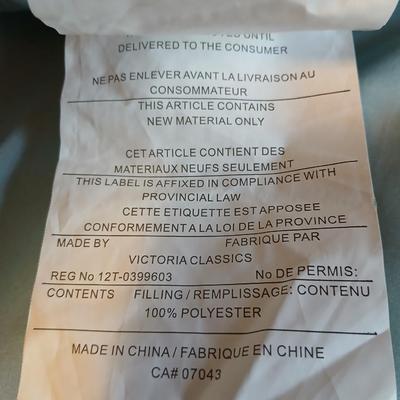 UNTIL
DELIVERED TO THE CONSUMER
NE PAS ENLEVER AVANT LA LIVRAISON AU
CONSOMMATEUR
THIS ARTICLE CONTAINS
NEW MATERIAL ONLY
CET ARTICLE CONTIENT DES
MATERIAUX NEUFS SEULEMENT
THIS LABEL IS AFFIXED IN COMPLIANCE WITH
PROVINCIAL LAW
CETTE ETIQUETTE EST APPOSEE
CONFORMEMENT A LA LOI DE LA PROVINCE
MADE BY FABRIQUE PAR
VICTORIA CLASSICS
REG No 12T-0399603 No DE PERMIS:
CONTENTS FILLING / REMPLISSAGE: CONTENU
100% POLYESTER
MADE IN CHINA / FABRIQUE EN CHINE
CA# 07043